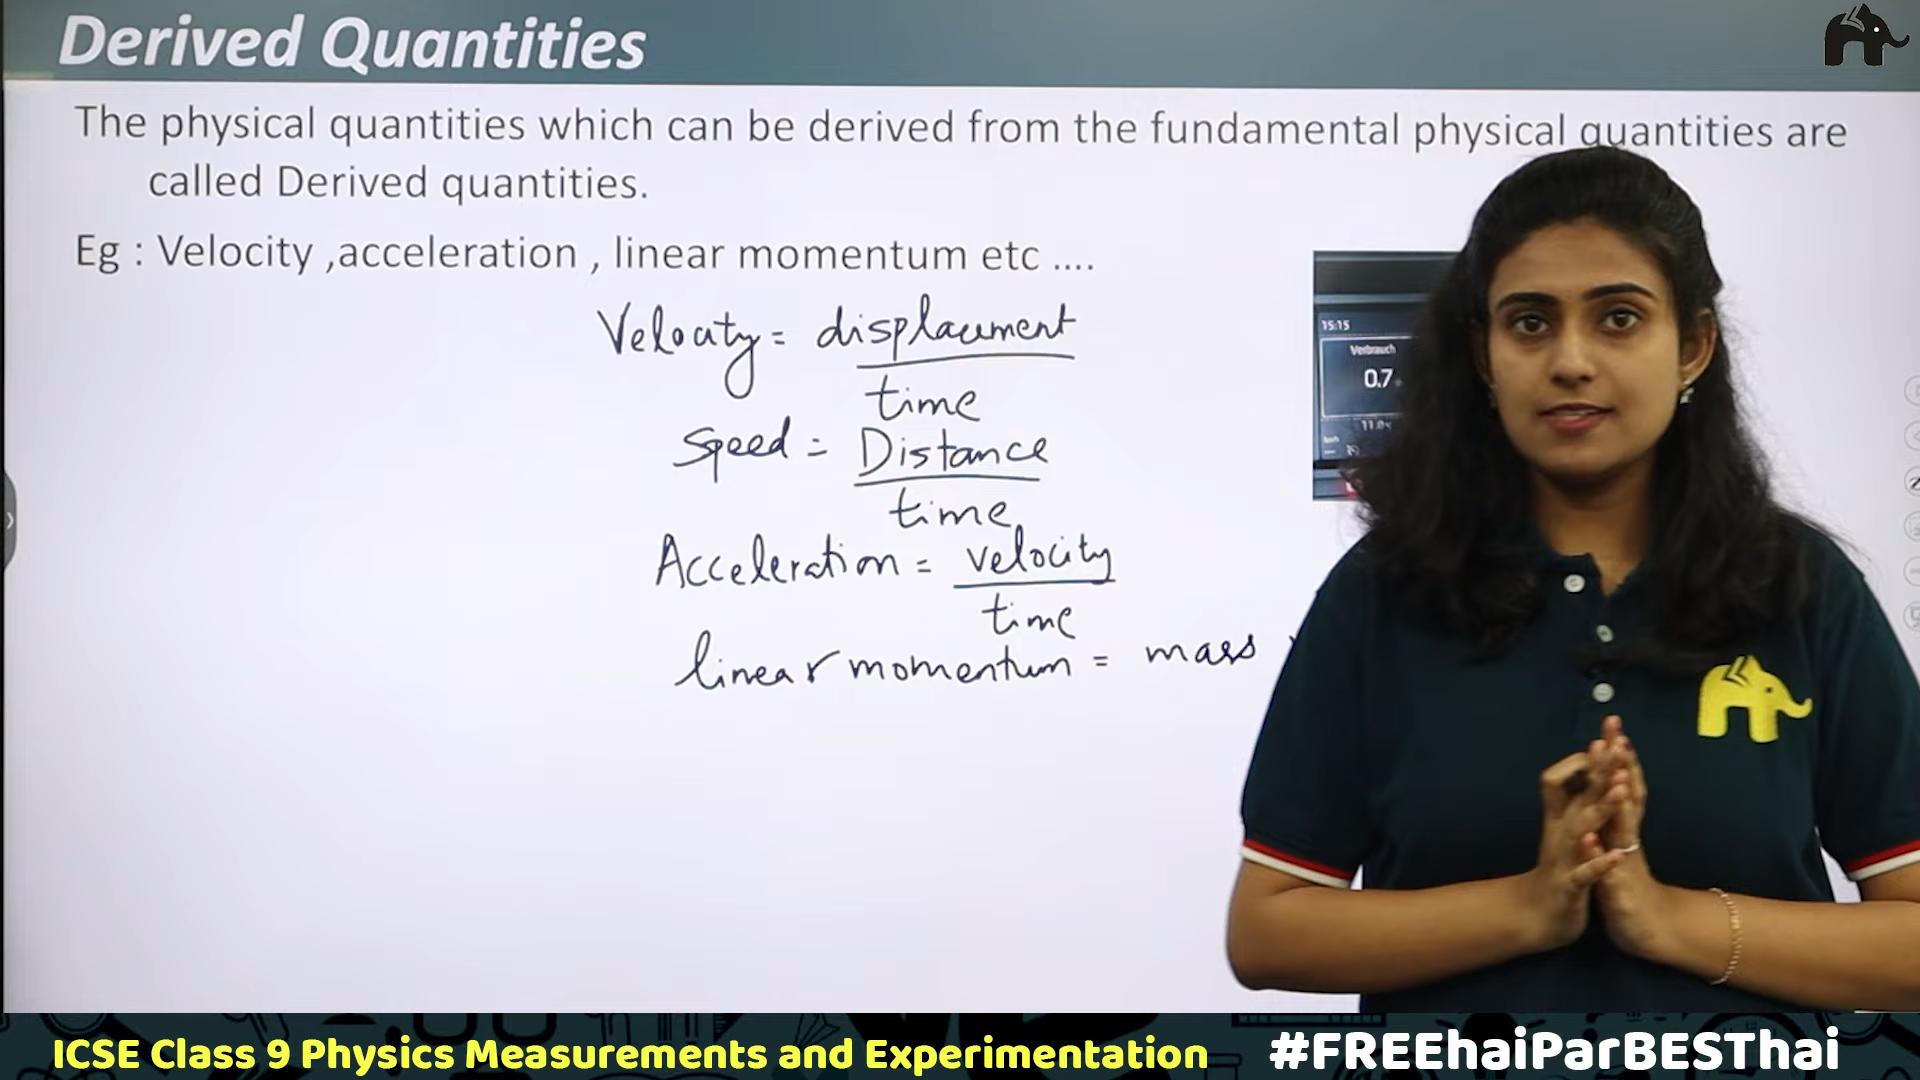 Derived Quantities
The physical quantities which can be derived from the fundamental physical quantities are
called Derived quantities.
Eg : Velocity ,acceleration , linear momentum etc ....
Velocity = displacement
time
Speed = Distance
time
Acceleration = velocity
time
linear momentum = mass
15:15
Verbrauch
0.7
ICSE Class 9 Physics Measurements and Experimentation
#FREEhaiParBESThai